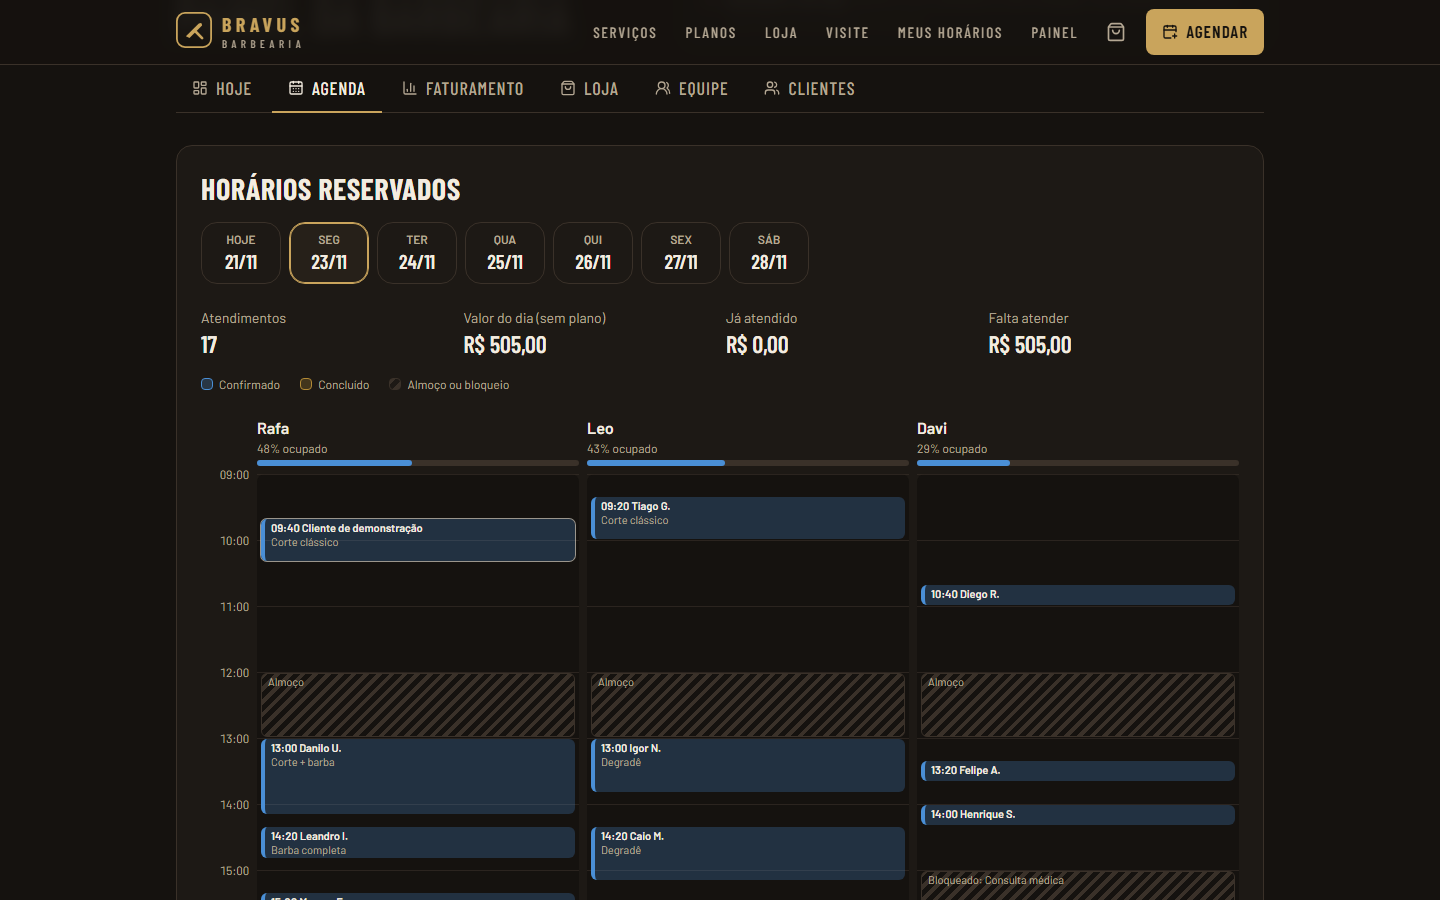 BRAVUS
BARBEARIA
SERVIÇOS
PLANOS
LOJA
VISITE
MEUS HORÁRIOS
PAINEL
AGENDAR
HOJE
AGENDA
FATURAMENTO
LOJA
EQUIPE
CLIENTES
HORÁRIOS RESERVADOS
HOJE
21/11
SEG
23/11
TER
24/11
QUA
25/11
QUI
26/11
SEX
27/11
SÁB
28/11
Atendimentos
17
Valor do dia (sem plano)
R$ 505,00
Já atendido
R$ 0,00
Falta atender
R$ 505,00
Confirmado
Concluído
Almoço ou bloqueio
Rafa
48% ocupado
Leo
43% ocupado
Davi
29% ocupado
09:00
09:20 Tiago G.
Corte clássico
09:40 Cliente de demonstração
Corte clássico
10:00
10:40 Diego R.
11:00
12:00
Almoço
Almoço
Almoço
13:00
13:00 Danilo U.
Corte + barba
13:00 Igor N.
Degradê
13:20 Felipe A.
14:00
14:00 Henrique S.
14:20 Leandro I.
Barba completa
14:20 Caio M.
Degradê
15:00
Bloqueado: Consulta médica